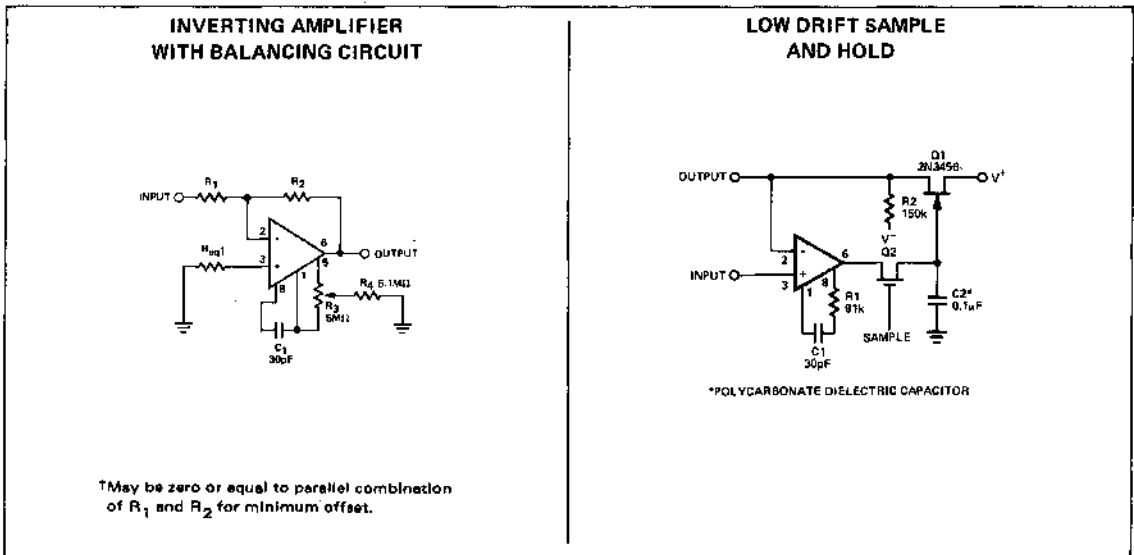 INVERTING AMPLIFIER
WITH BALANCING CIRCUIT
R1
R2
INPUT
2
-
6
OUTPUT
Req1
3
+
5
8
1
R3
5MΩ
R4 5.1MΩ
C1
30pF
†May be zero or equal to parallel combination
of R1 and R2 for minimum offset.
LOW DRIFT SAMPLE
AND HOLD
Q1
2N3456
OUTPUT
V+
R2
150k
V-
Q2
2
-
6
INPUT
3
+
1
8
R1
91k
C2*
0.1µF
SAMPLE
C1
30pF
*POLYCARBONATE DIELECTRIC CAPACITOR